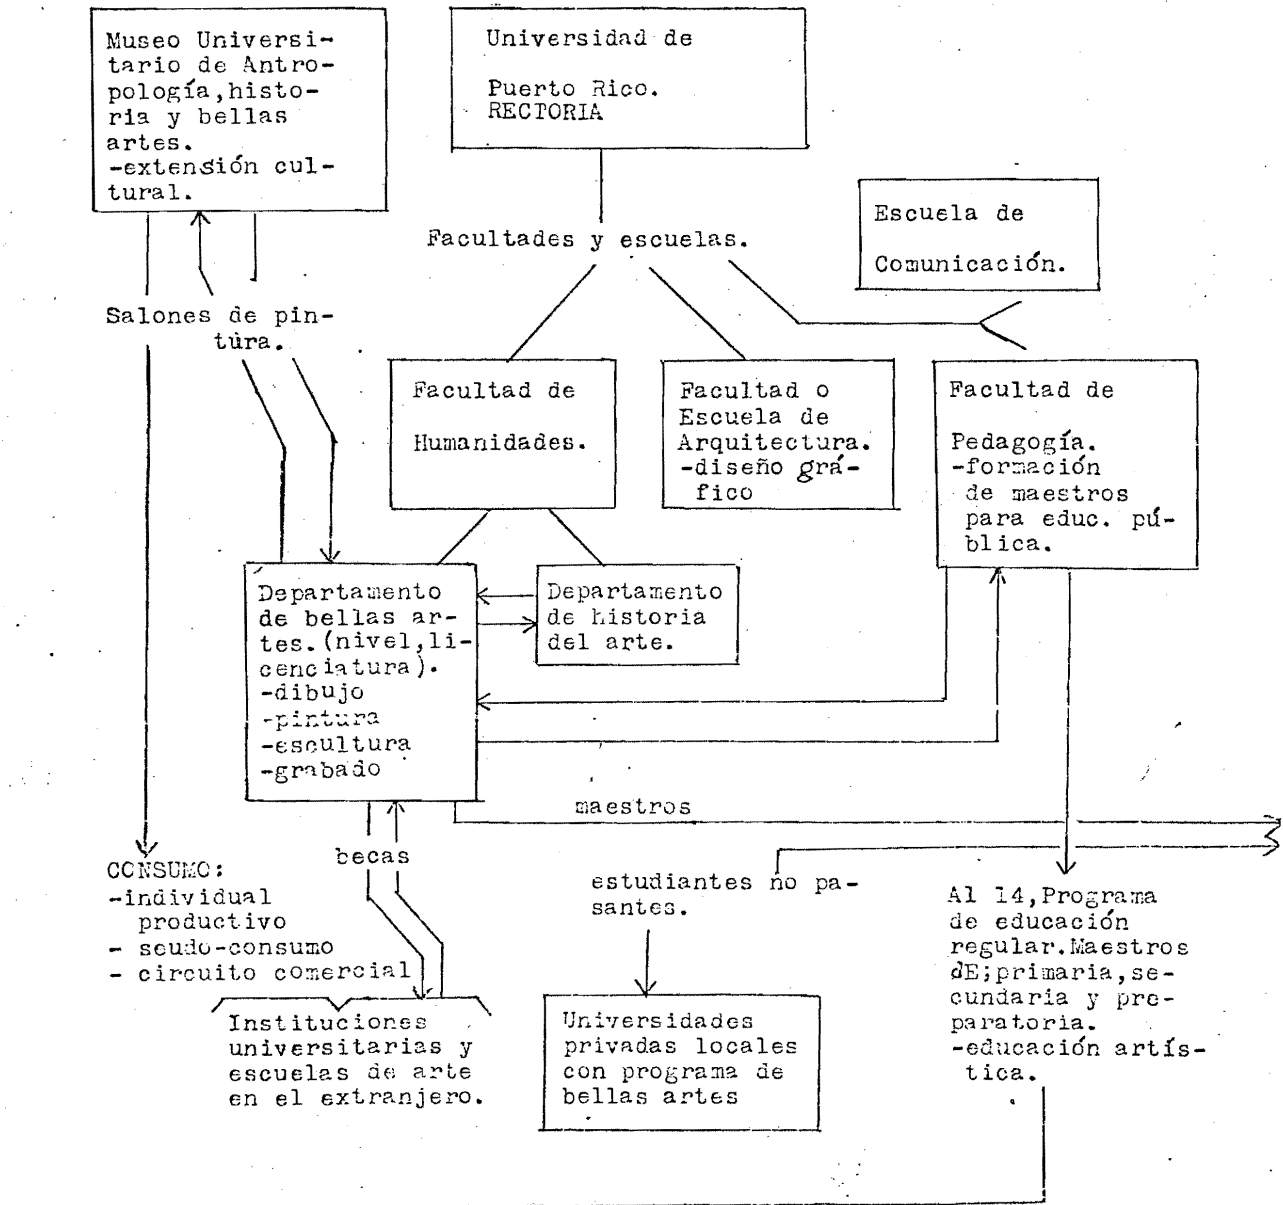 Museo Universi-
tario de Antro-
pología,histo-
ria y bellas
artes.
-extensión cul-
tural.
Universidad de
Puerto Rico.
RECTORIA
Facultades y escuelas.
Escuela de
Comunicación.
Salones de pin-
tura.
Facultad de
Humanidades.
Facultad o
Escuela de
Arquitectura.
-diseño grá-
fico
Facultad de
Pedagogía.
-formación
de maestros
para educ. pú-
blica.
Departamento
de bellas ar-
tes.(nivel,li-
cenciatura).
-dibujo
-pintura
-escultura
-grabado
Departamento
de historia
del arte.
maestros
becas
CONSUMO:
-individual
productivo
- seudo-consumo
- circuito comercial
estudiantes no pa-
santes.
Al 14,Programa
de educación
regular.Maestros
dE;primaria,se-
cundaria y pre-
paratoria.
-educación artís-
tica.
Instituciones
universitarias y
escuelas de arte
en el extranjero.
Universidades
privadas locales
con programa de
bellas artes